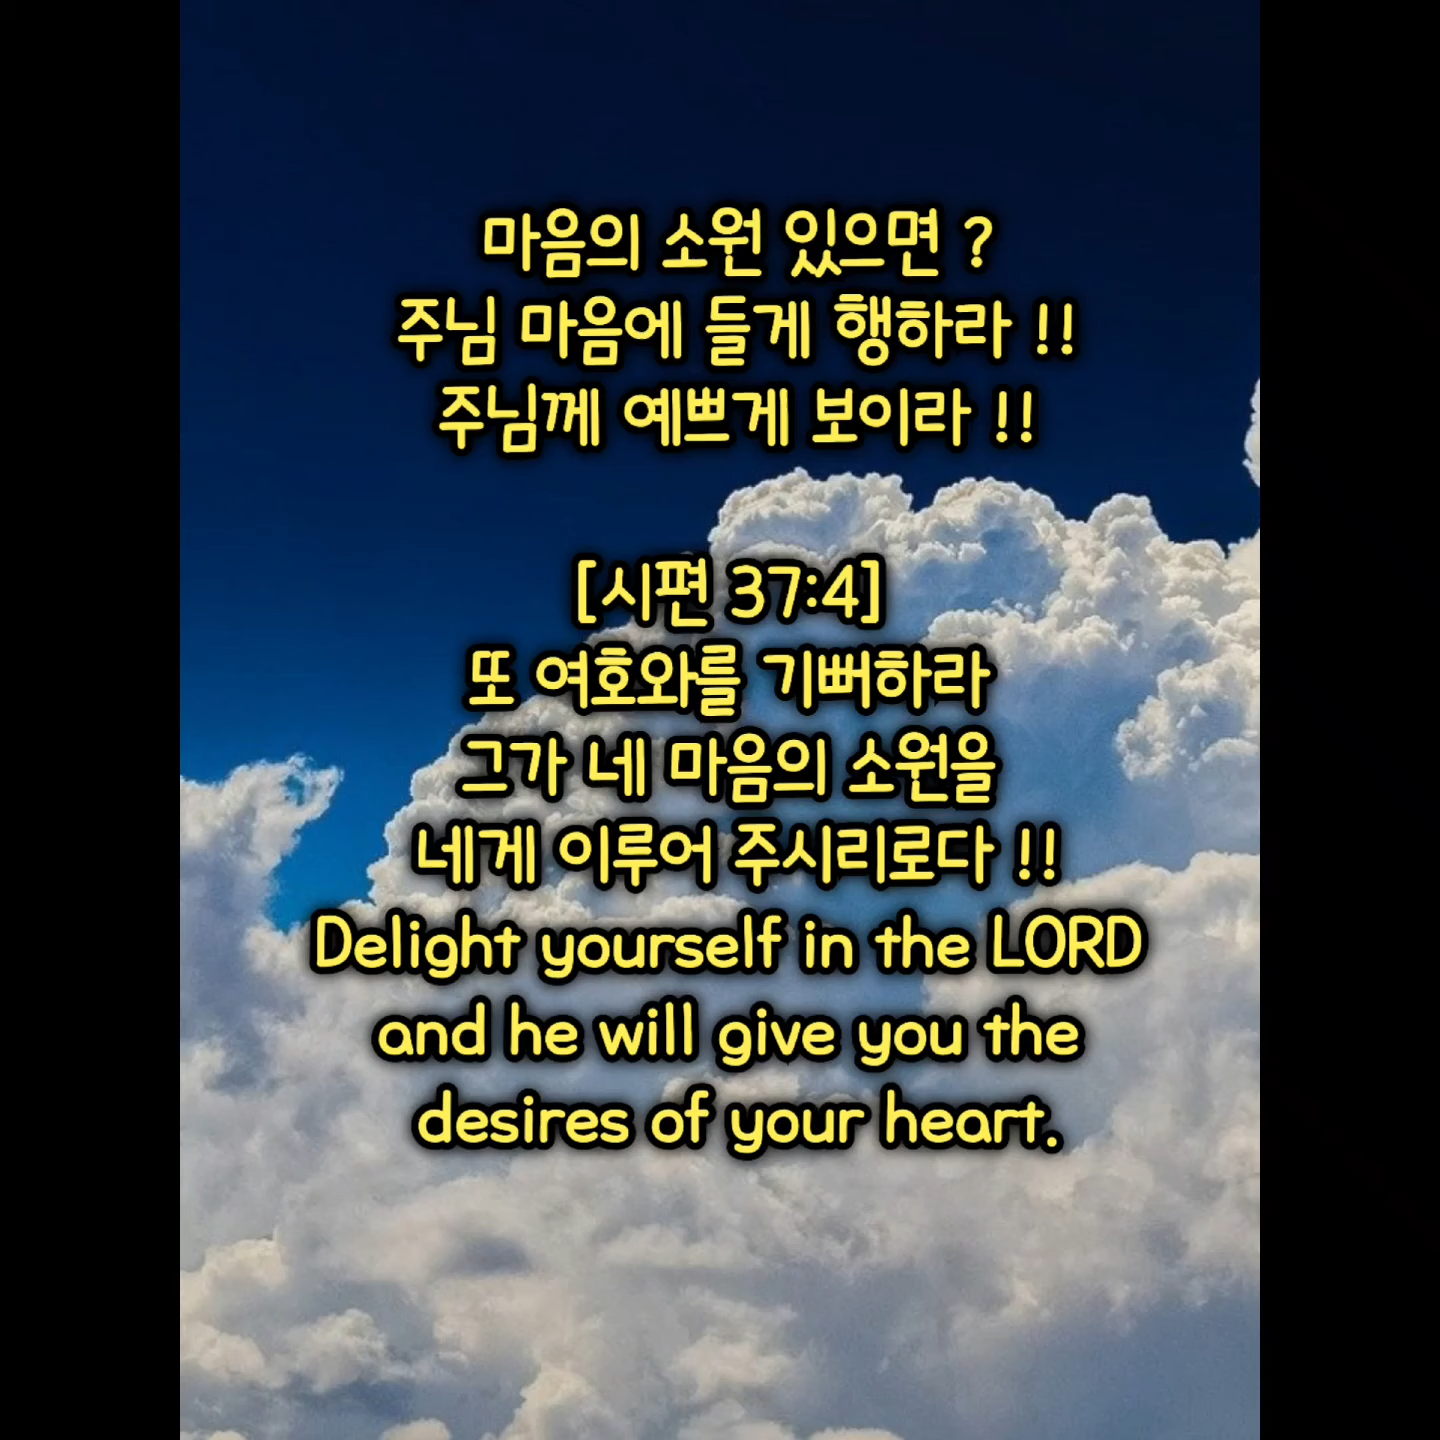 마음의 소원 있으면 ?
주님 마음에 들게 행하라 !!
주님께 예쁘게 보이라 !!
[시편 37:4]
또 여호와를 기뻐하라
그가 네 마음의 소원을
네게 이루어 주시리로다 !!
Delight yourself in the LORD
and he will give you the
desires of your heart.